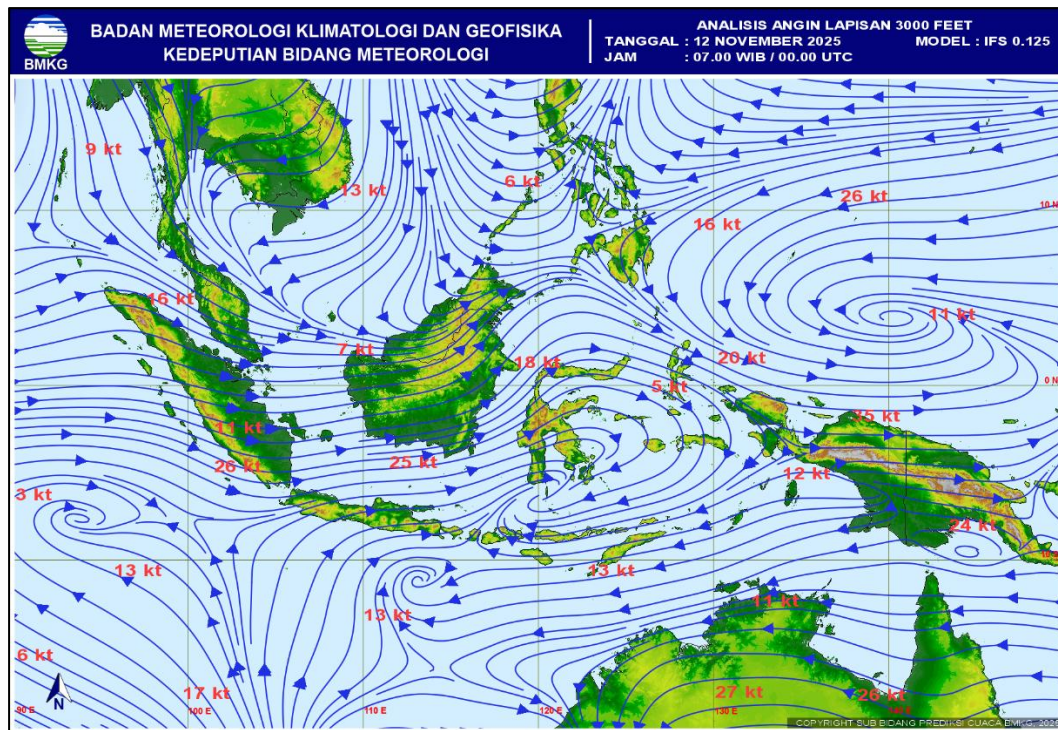 BMKG
BADAN METEOROLOGI KLIMATOLOGI DAN GEOFISIKA
KEDEPUTIAN BIDANG METEOROLOGI
ANALISIS ANGIN LAPISAN 3000 FEET
TANGGAL : 12 NOVEMBER 2025
MODEL : IFS 0.125
JAM : 07.00 WIB / 00.00 UTC
9 kt
13 kt
6 kt
26 kt
10 N
16 kt
16 kt
11 kt
7 kt
18 kt
20 kt
5 kt
0 N
11 kt
75 kt
26 kt
25 kt
12 kt
3 kt
24 kt
13 kt
13 kt
13 kt
11 kt
6 kt
17 kt
27 kt
26 kt
N
90 E
100 E
110 E
120 E
130 E
COPYRIGHT SUB BIDANG PREDIKSI CUACA BMKG, 2025